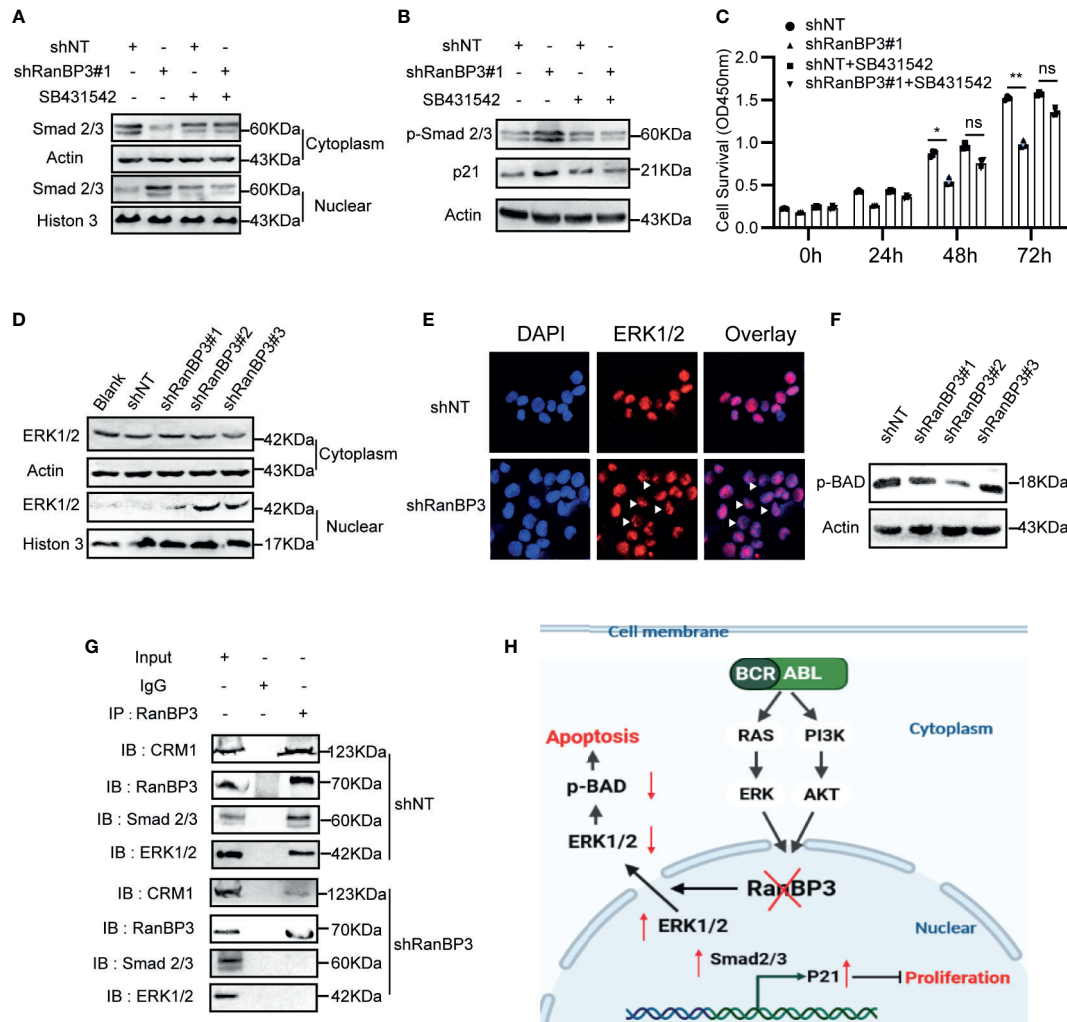 A
shNT + - + -
shRanBP3#1 - + - +
SB431542 - - + +
Smad 2/3 60KDa
Actin 43KDa
Cytoplasm
Smad 2/3 60KDa
Histon 3 43KDa
Nuclear
B
shNT + - + -
shRanBP3#1 - + - +
SB431542 - - + +
p-Smad 2/3 60KDa
p21 21KDa
Actin 43KDa
C
shNT
shRanBP3#1
shNT+SB431542
shRanBP3#1+SB431542
Cell Survival (OD450nm)
2.0
1.5
1.0
0.5
0.0
* ns ** ns
0h 24h 48h 72h
D
Blank shNT shRanBP3#1 shRanBP3#2 shRanBP3#3
ERK1/2 42KDa
Actin 43KDa
Cytoplasm
ERK1/2 42KDa
Histon 3 17KDa
Nuclear
E
DAPI ERK1/2 Overlay
shNT
shRanBP3
F
shNT shRanBP3#1 shRanBP3#2 shRanBP3#3
p-BAD 18KDa
Actin 43KDa
G
Input + - -
IgG - + -
IP : RanBP3 - - +
IB : CRM1 123KDa
IB : RanBP3 70KDa
IB : Smad 2/3 60KDa
IB : ERK1/2 42KDa
shNT
IB : CRM1 123KDa
IB : RanBP3 70KDa
IB : Smad 2/3 60KDa
IB : ERK1/2 42KDa
shRanBP3
H
Cell membrane
BCR ABL
Cytoplasm
RAS PI3K
Apoptosis
p-BAD
ERK AKT
ERK1/2
RanBP3
Nuclear
ERK1/2
Smad2/3
P21 Proliferation